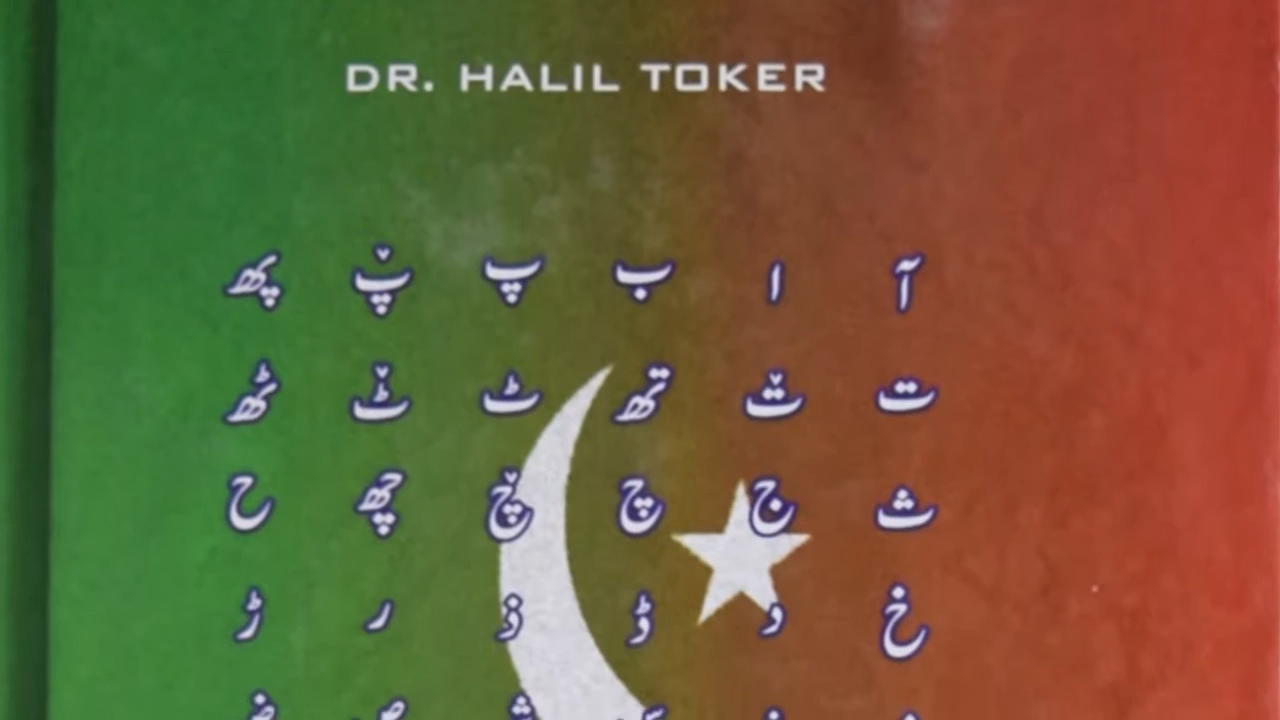 DR. HALIL TOKER
آ ا ب پ پٚ پھ
ت تٚ تھ ٹ ٹٚ ٹھ
ث ج چ چٚ چھ ح
خ د ڈ ذ ر ڑ